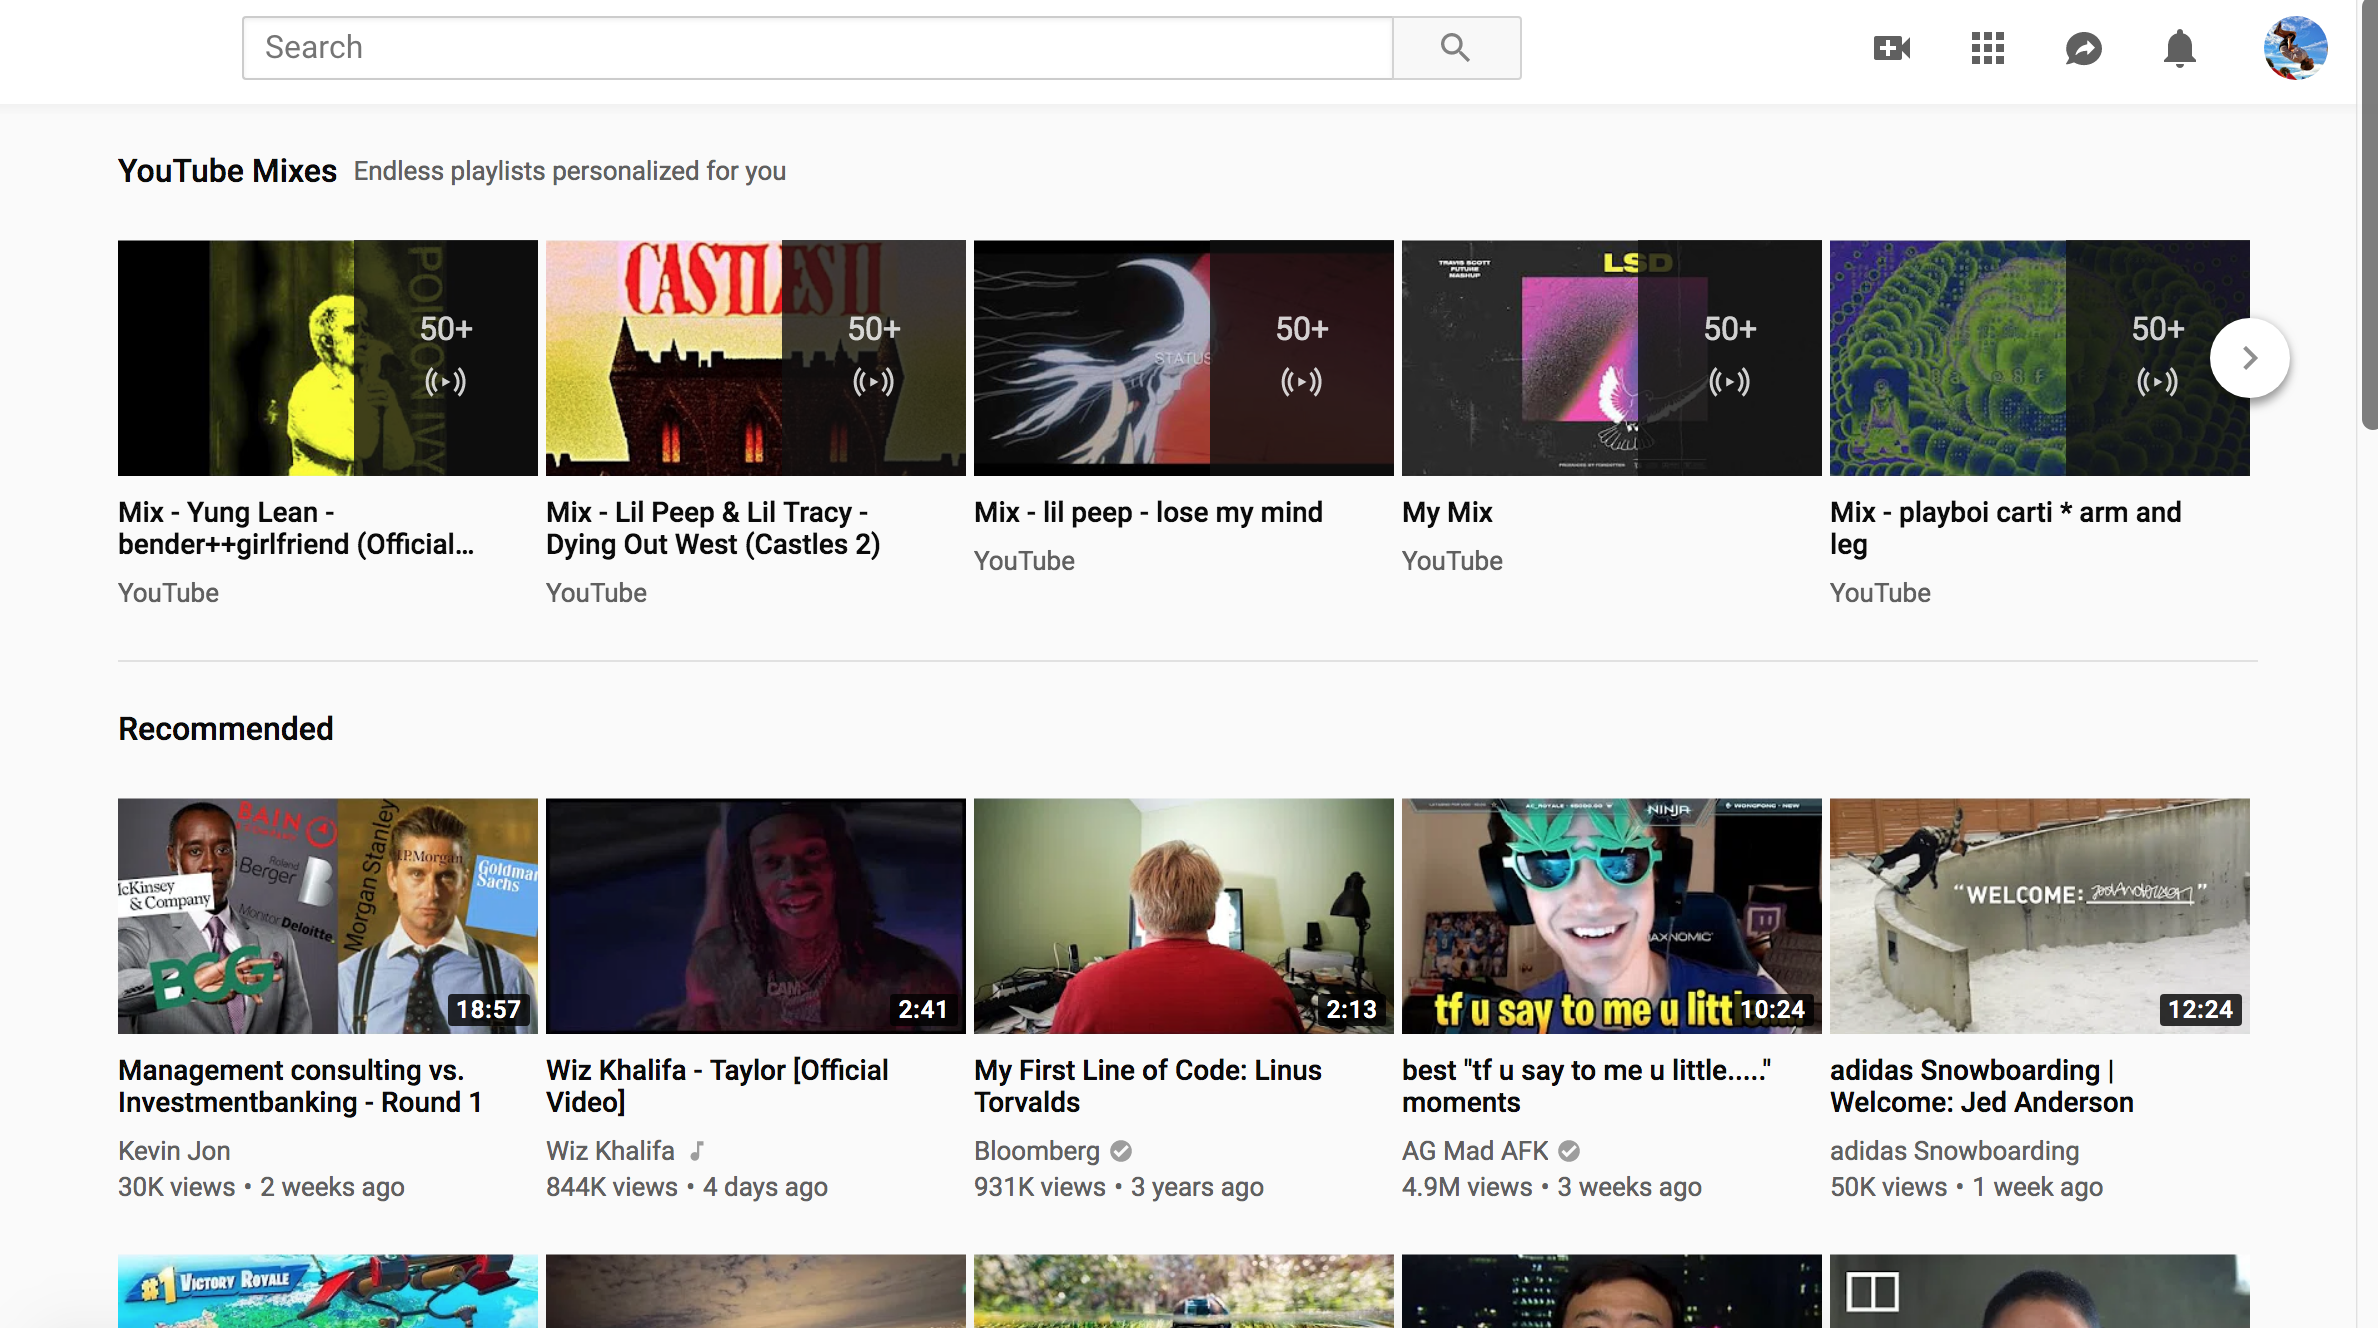 Search
YouTube Mixes Endless playlists personalized for you
CASTLES II
STATUS
TRAVIS SCOTT
FUTURE
MASHUP
LSD
50+
50+
50+
50+
50+
Mix - Yung Lean -
bender++girlfriend (Official...
YouTube
Mix - Lil Peep & Lil Tracy -
Dying Out West (Castles 2)
YouTube
Mix - lil peep - lose my mind
YouTube
My Mix
YouTube
Mix - playboi carti * arm and
leg
YouTube
Recommended
BAIN
Roland
Berger
McKinsey
& Company
Monitor Deloitte.
BCG
Morgan Stanley
J.P.Morgan
Goldman
Sachs
18:57
CAM
2:41
2:13
NINJA
MAXNOMIC
tf u say to me u litt
10:24
"WELCOME: Jed Anderson"
12:24
Management consulting vs.
Investmentbanking - Round 1
Kevin Jon
30K views • 2 weeks ago
Wiz Khalifa - Taylor [Official
Video]
Wiz Khalifa
844K views • 4 days ago
My First Line of Code: Linus
Torvalds
Bloomberg
931K views • 3 years ago
best "tf u say to me u little....."
moments
AG Mad AFK
4.9M views • 3 weeks ago
adidas Snowboarding |
Welcome: Jed Anderson
adidas Snowboarding
50K views • 1 week ago
#1 VICTORY ROYALE